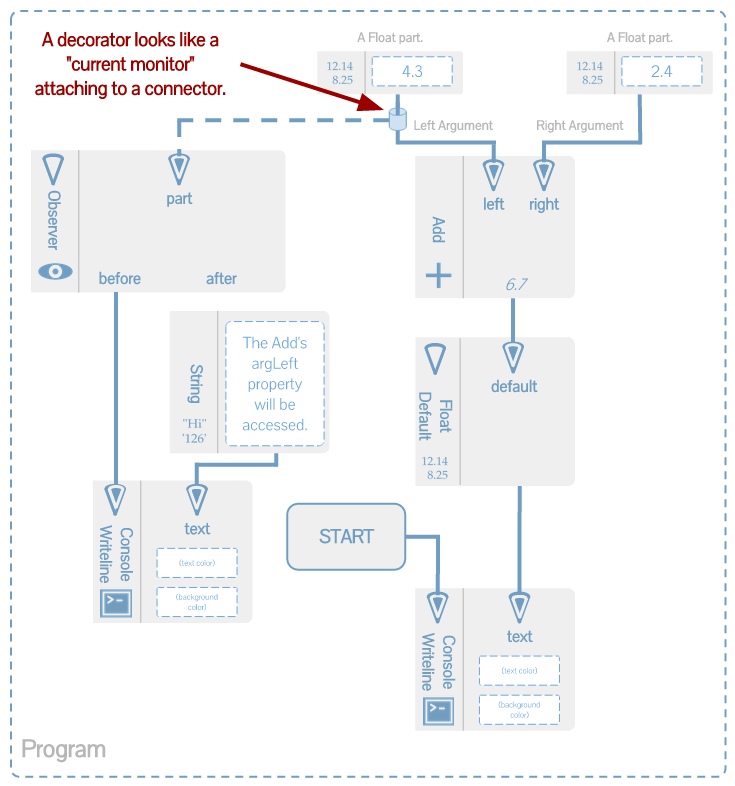 A decorator looks like a
"current monitor"
attaching to a connector.
A Float part.
12.14
8.25
4.3
A Float part.
12.14
8.25
2.4
Left Argument
Right Argument
Observer
part
before
after
Add
left
right
6.7
String
"Hi"
'126'
The Add's
argLeft
property
will be
accessed.
Float
Default
12.14
8.25
default
Console
Writeline
text
(text color)
(background
color)
START
Console
Writeline
text
(text color)
(background
color)
Program